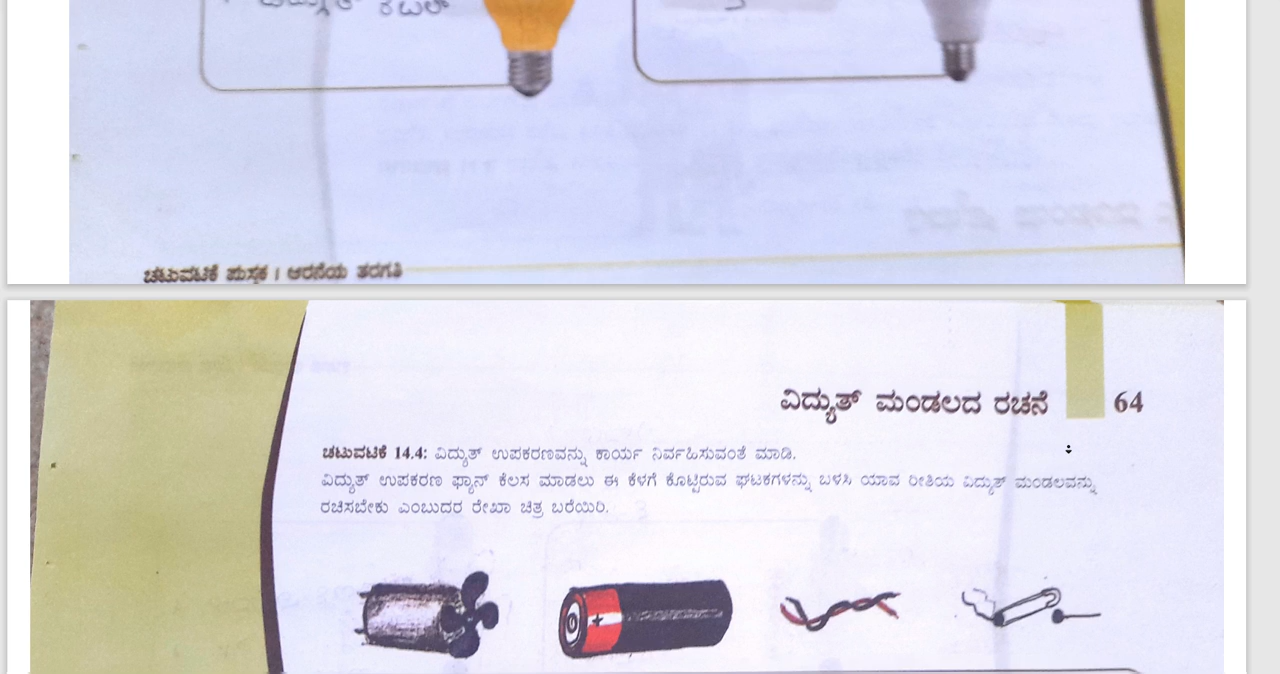 ವಿದ್ಯುತ್ ಕೇಬಲ್
ಚಟುವಟಿಕೆ ಪುಸ್ತಕ । ಆರನೆಯ ತರಗತಿ
ವಿದ್ಯುತ್ ಮಂಡಲದ ರಚನೆ 64
ಚಟುವಟಿಕೆ 14.4: ವಿದ್ಯುತ್ ಉಪಕರಣವನ್ನು ಕಾರ್ಯ ನಿರ್ವಹಿಸುವಂತೆ ಮಾಡಿ.
ವಿದ್ಯುತ್ ಉಪಕರಣ ಫ್ಯಾನ್ ಕೆಲಸ ಮಾಡಲು ಈ ಕೆಳಗೆ ಕೊಟ್ಟಿರುವ ಘಟಕಗಳನ್ನು ಬಳಸಿ ಯಾವ ರೀತಿಯ ವಿದ್ಯುತ್ ಮಂಡಲವನ್ನು
ರಚಿಸಬೇಕು ಎಂಬುದರ ರೇಖಾ ಚಿತ್ರ ಬರೆಯಿರಿ.